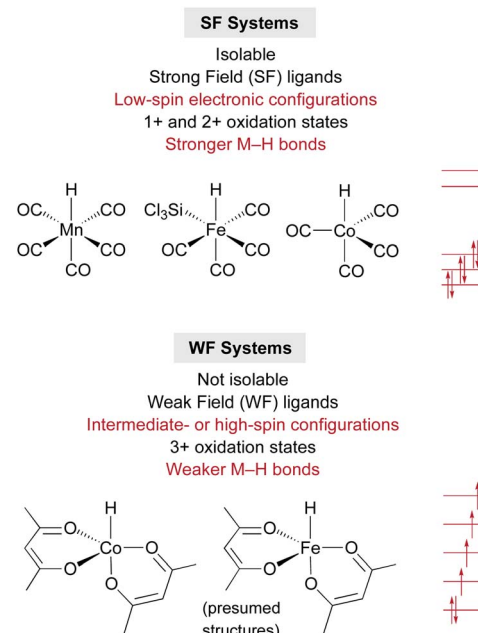 SF Systems
Isolable
Strong Field (SF) ligands
Low-spin electronic configurations
1+ and 2+ oxidation states
Stronger M–H bonds
H H H
OC CO Cl3Si CO CO
Mn Fe OC Co
OC CO OC CO CO
CO CO CO
WF Systems
Not isolable
Weak Field (WF) ligands
Intermediate- or high-spin configurations
3+ oxidation states
Weaker M–H bonds
H H
O O
Co O Fe O
O O
O O
(presumed
structures)